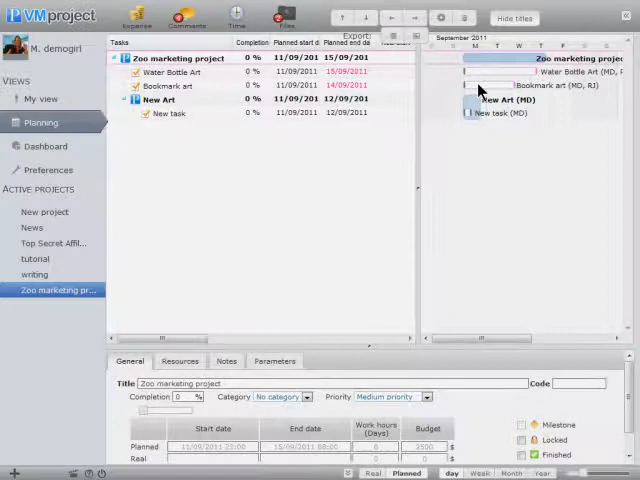 VMproject
Expense
Comments
Time
Files
Export:
Hide titles
M. demogirl
VIEWS
My view
Planning
Dashboard
Preferences
ACTIVE PROJECTS
New project
News
Top Secret Affil...
tutorial
writing
Zoo marketing pr...
Tasks
Completion
Planned start d
Planned end da
Zoo marketing project 0 % 11/09/2011 15/09/201
Water Bottle Art 0 % 11/09/2011 15/09/2011
Bookmark art 0 % 11/09/2011 14/09/2011
New Art 0 % 11/09/201 12/09/201
New task 0 % 11/09/2011 12/09/2011
September '2011
S S M T W T F S S
Zoo marketing projec
Water Bottle Art (MD, F
Bookmark art (MD, RJ)
New Art (MD)
New task (MD)
General
Resources
Notes
Parameters
Title Zoo marketing project Code
Completion 0 % Category No category Priority Medium priority
Start date
End date
Work hours (Days)
Budget
Planned 11/09/2011 22:00 15/09/2011 08:00 6 2500 $
Real
$
Milestone
Locked
Finished
Real
Planned
day
Week
Month
Year